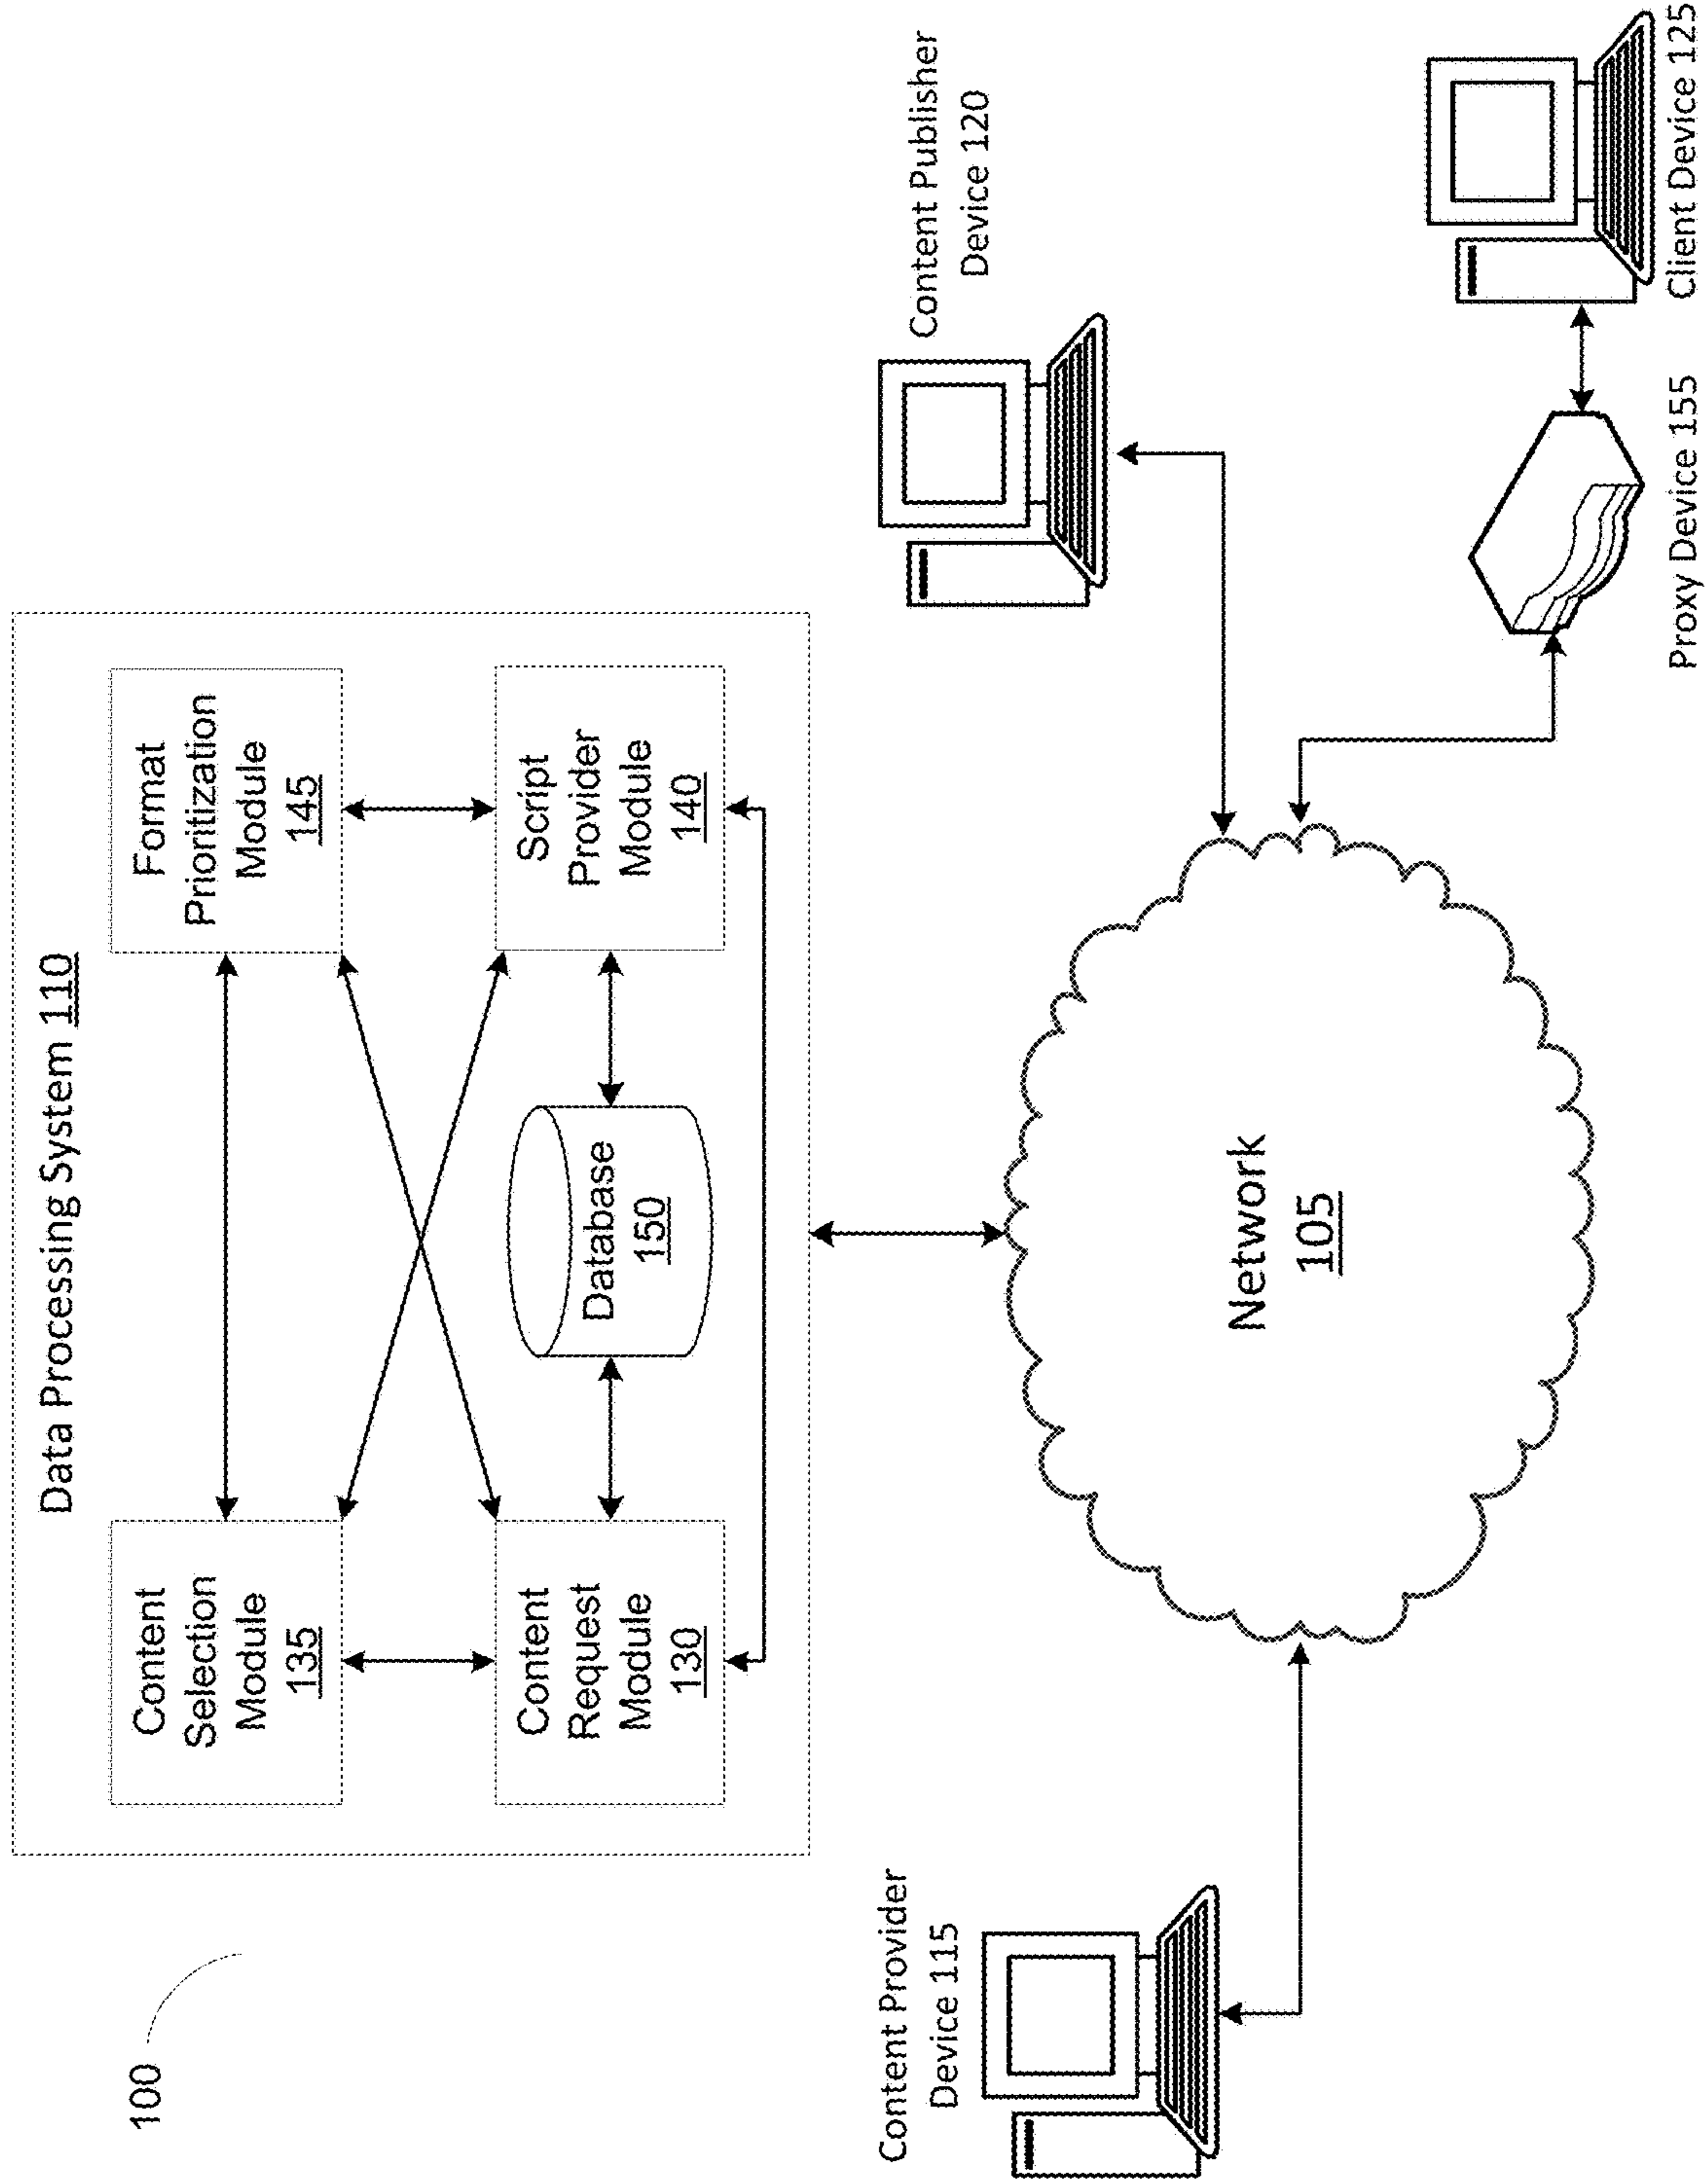 100
Data Processing System 110
Content
Selection
Module
135
Format
Prioritization
Module
145
Content
Request
Module
130
Database
150
Script
Provider
Module
140
Content Provider
Device 115
Network
105
Content Publisher
Device 120
Proxy Device 155
Client Device 125